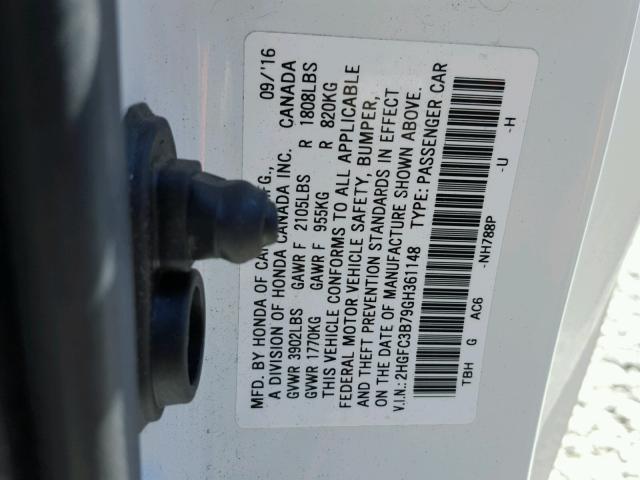 MFD. BY HONDA OF CA MFG., 09/16
A DIVISION OF HONDA CANADA INC. CANADA
GVWR 3902LBS GAWR F 2105LBS R 1808LBS
GVWR 1770KG GAWR F 955KG R 820KG
THIS VEHICLE CONFORMS TO ALL APPLICABLE
FEDERAL MOTOR VEHICLE SAFETY, BUMPER,
AND THEFT PREVENTION STANDARDS IN EFFECT
ON THE DATE OF MANUFACTURE SHOWN ABOVE.
V.I.N.: 2HGFC3B79GH361148 TYPE: PASSENGER CAR
TBH G AC6 -NH788P -U -H